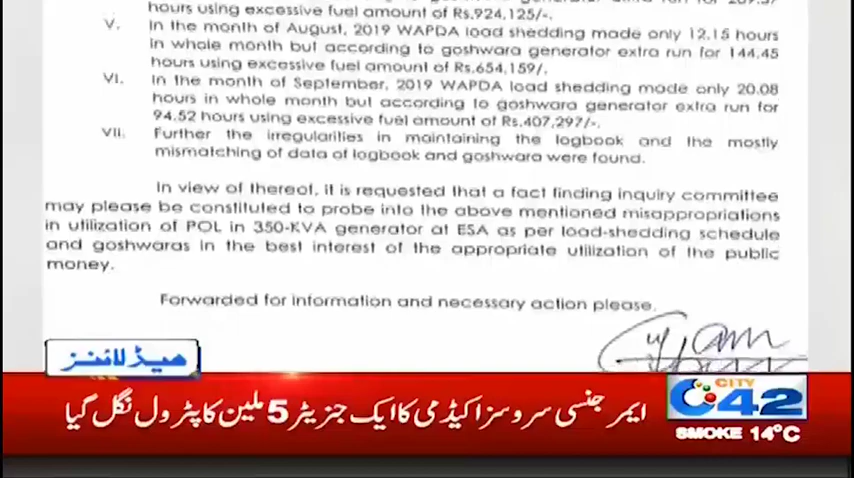 hours using excessive fuel amount of Rs.924,125/-.
V. In the month of August, 2019 WAPDA load shedding made only 12.15 hours
in whole month but according to goshwara generator extra run for 144.45
hours using excessive fuel amount of Rs.654,159/.
VI. In the month of September, 2019 WAPDA load shedding made only 20.08
hours in whole month but according to goshwara generator extra run for
94.52 hours using excessive fuel amount of Rs.407,297/-.
VII. Further the irregularities in maintaining the logbook and the mostly
mismatching of data of logbook and goshwara were found.
In view of thereof, it is requested that a fact finding inquiry committee
may please be constituted to probe into the above mentioned misappropriations
in utilization of POL in 350-KVA generator at ESA as per load-shedding schedule
and goshwaras in the best interest of the appropriate utilization of the public
money.
Forwarded for information and necessary action please.
ہیڈلائنز
ایمرجنسی سروسز اکیڈمی کا ایک جنریٹر 5 ملین کا پٹرول نگل گیا
CITY
42
SMOKE 14°C